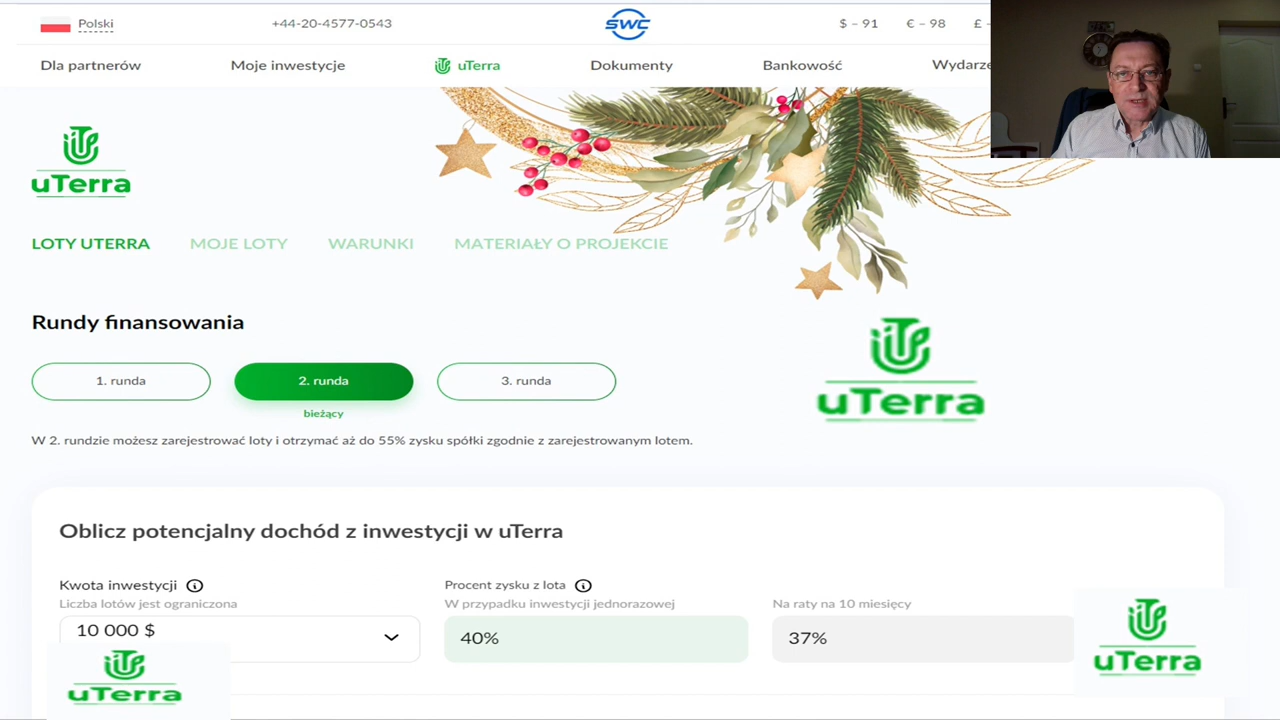 Polski
+44-20-4577-0543
SWC
$ – 91
€ – 98
£ –
Dla partnerów
Moje inwestycje
uTerra
Dokumenty
Bankowość
Wydarze
uTerra
LOTY UTERRA
MOJE LOTY
WARUNKI
MATERIAŁY O PROJEKCIE
Rundy finansowania
1. runda
2. runda
3. runda
bieżący
uTerra
W 2. rundzie możesz zarejestrować loty i otrzymać aż do 55% zysku spółki zgodnie z zarejestrowanym lotem.
Oblicz potencjalny dochód z inwestycji w uTerra
Kwota inwestycji
Procent zysku z lota
Liczba lotów jest ograniczona
W przypadku inwestycji jednorazowej
Na raty na 10 miesięcy
10 000 $
40%
37%
uTerra
uTerra